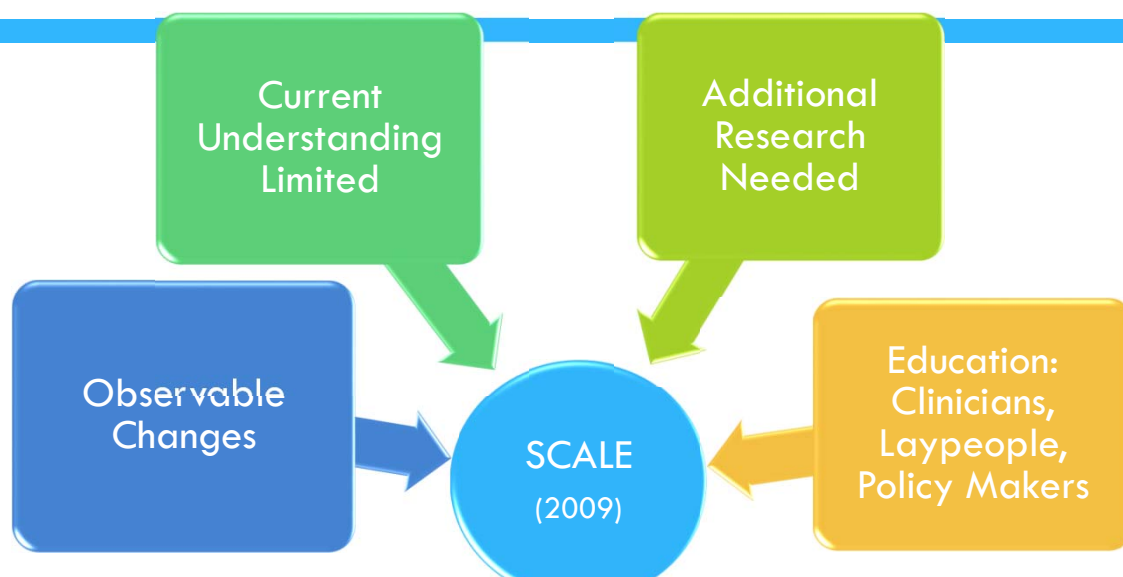 Current
Understanding
Limited
Additional
Research
Needed
Observable
Changes
SCALE
(2009)
Education:
Clinicians,
Laypeople,
Policy Makers